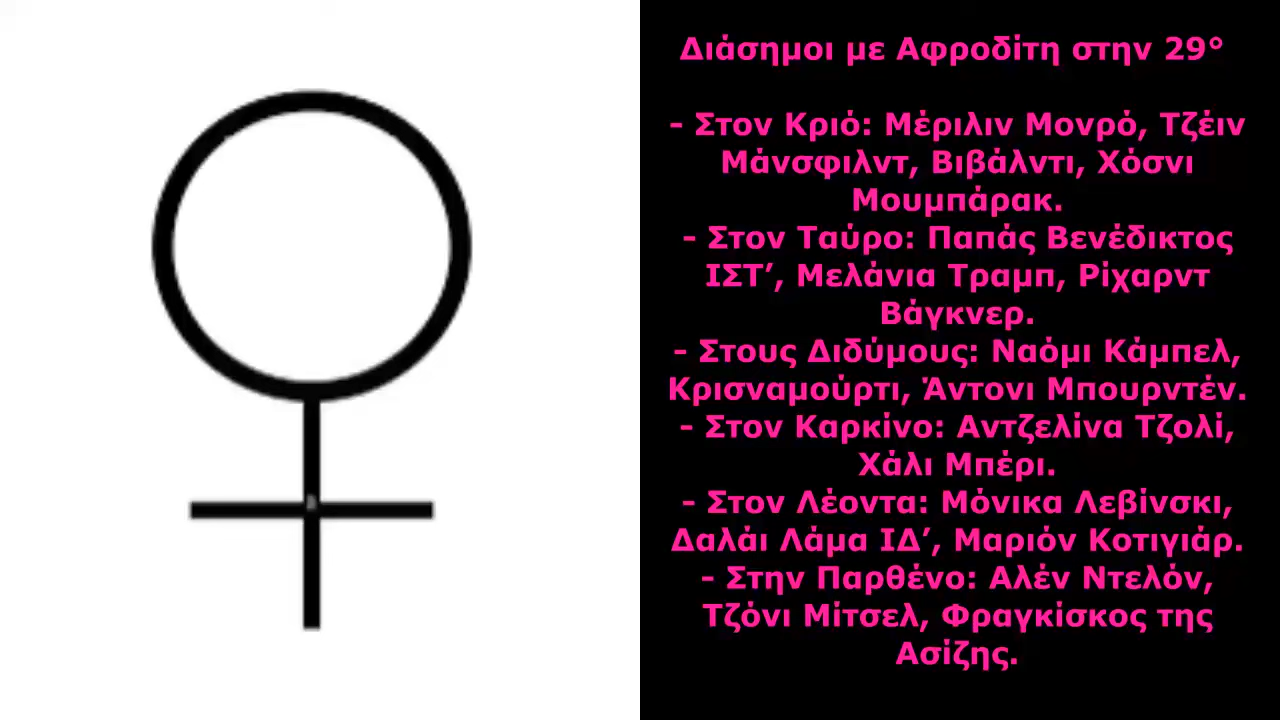 Διάσημοι με Αφροδίτη στην 29°
- Στον Κριό: Μέριλιν Μονρό, Τζέιν
Μάνσφιλντ, Βιβάλντι, Χόσνι
Μουμπάρακ.
- Στον Ταύρο: Παπάς Βενέδικτος
ΙΣΤ’, Μελάνια Τραμπ, Ρίχαρντ
Βάγκνερ.
- Στους Διδύμους: Ναόμι Κάμπελ,
Κρισναμούρτι, Άντονι Μπουρντέν.
- Στον Καρκίνο: Αντζελίνα Τζολί,
Χάλι Μπέρι.
- Στον Λέοντα: Μόνικα Λεβίνσκι,
Δαλάι Λάμα ΙΔ’, Μαριόν Κοτιγιάρ.
- Στην Παρθένο: Αλέν Ντελόν,
Τζόνι Μίτσελ, Φραγκίσκος της
Ασίζης.